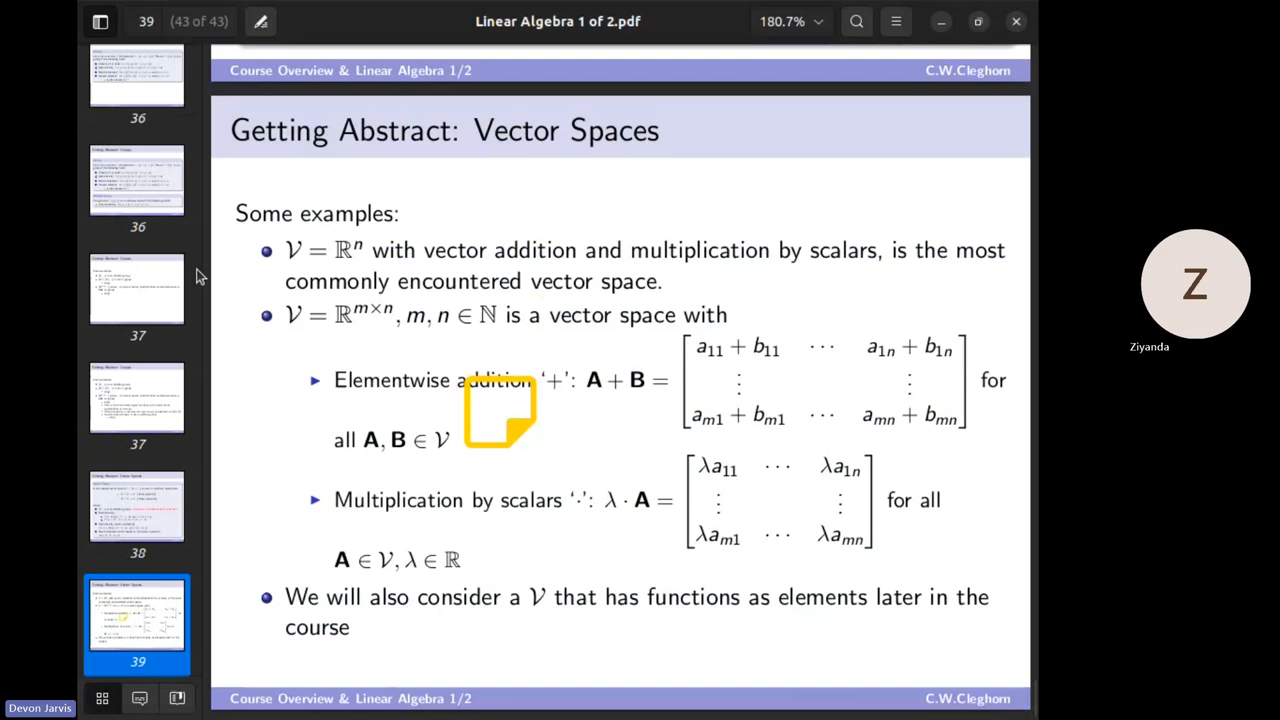 39 (43 of 43) Linear Algebra 1 of 2.pdf 180.7%
36
36
37
37
38
39
Course Overview & Linear Algebra 1/2 C.W.Cleghorn
Getting Abstract: Vector Spaces
Some examples:
𝒱 = ℝⁿ with vector addition and multiplication by scalars, is the most
commonly encountered vector space.
𝒱 = ℝᵐˣⁿ, m, n ∈ ℕ is a vector space with
a₁₁ + b₁₁ ⋯ a₁ₙ + b₁ₙ
Elementwise addition '+': A + B = ⋮ ⋮ for
aₘ₁ + bₘ₁ ⋯ aₘₙ + bₘₙ
all A, B ∈ 𝒱
λa₁₁ ⋯ λa₁ₙ
Multiplication by scalars '·': λ · A = ⋮ ⋮ for all
λaₘ₁ ⋯ λaₘₙ
A ∈ 𝒱, λ ∈ ℝ
We will also consider a 𝒱 that has functions as elements later in the
course
Course Overview & Linear Algebra 1/2 C.W.Cleghorn
Z
Ziyanda
Devon Jarvis